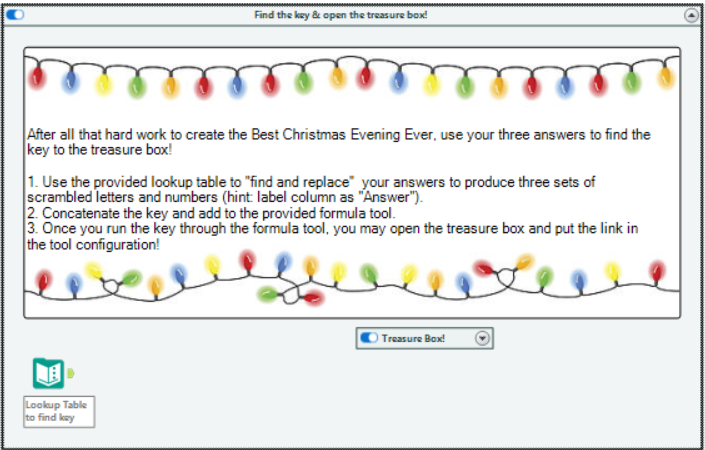 Find the key & open the treasure box!
After all that hard work to create the Best Christmas Evening Ever, use your three answers to find the
key to the treasure box!
1. Use the provided lookup table to "find and replace"  your answers to produce three sets of
scrambled letters and numbers (hint: label column as "Answer").
2. Concatenate the key and add to the provided formula tool.
3. Once you run the key through the formula tool, you may open the treasure box and put the link in
the tool configuration!
Treasure Box!
Lookup Table
to find key